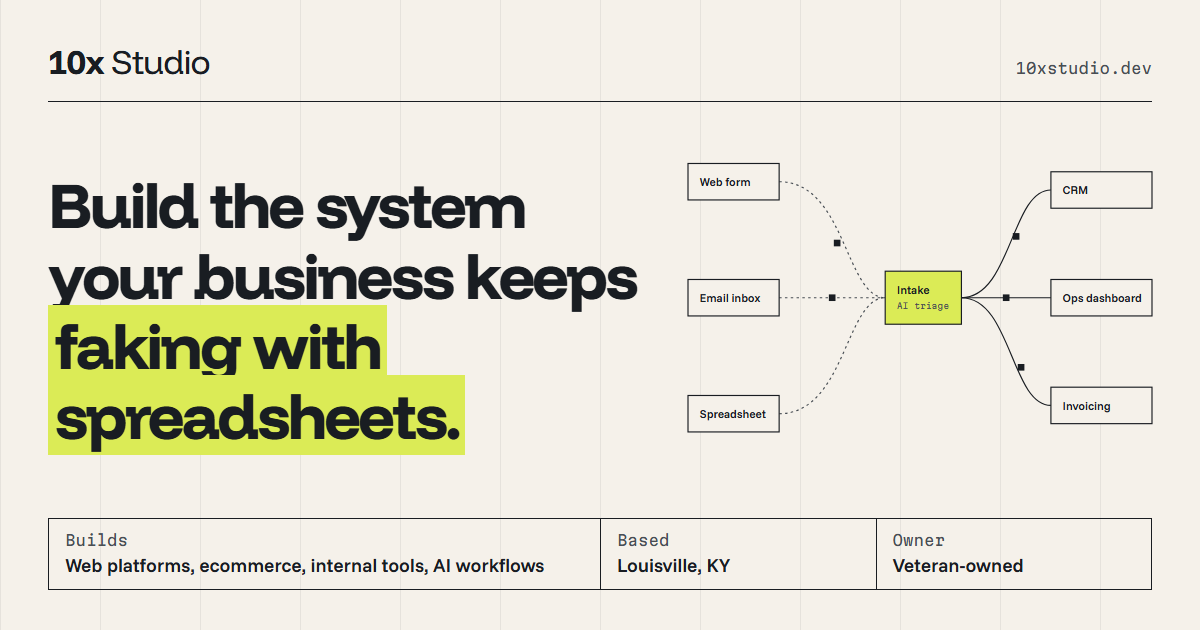 10x Studio
10xstudio.dev
Build the system
your business keeps
faking with
spreadsheets.
Web form
Email inbox
Spreadsheet
Intake
AI triage
CRM
Ops dashboard
Invoicing
Builds
Web platforms, ecommerce, internal tools, AI workflows
Based
Louisville, KY
Owner
Veteran-owned